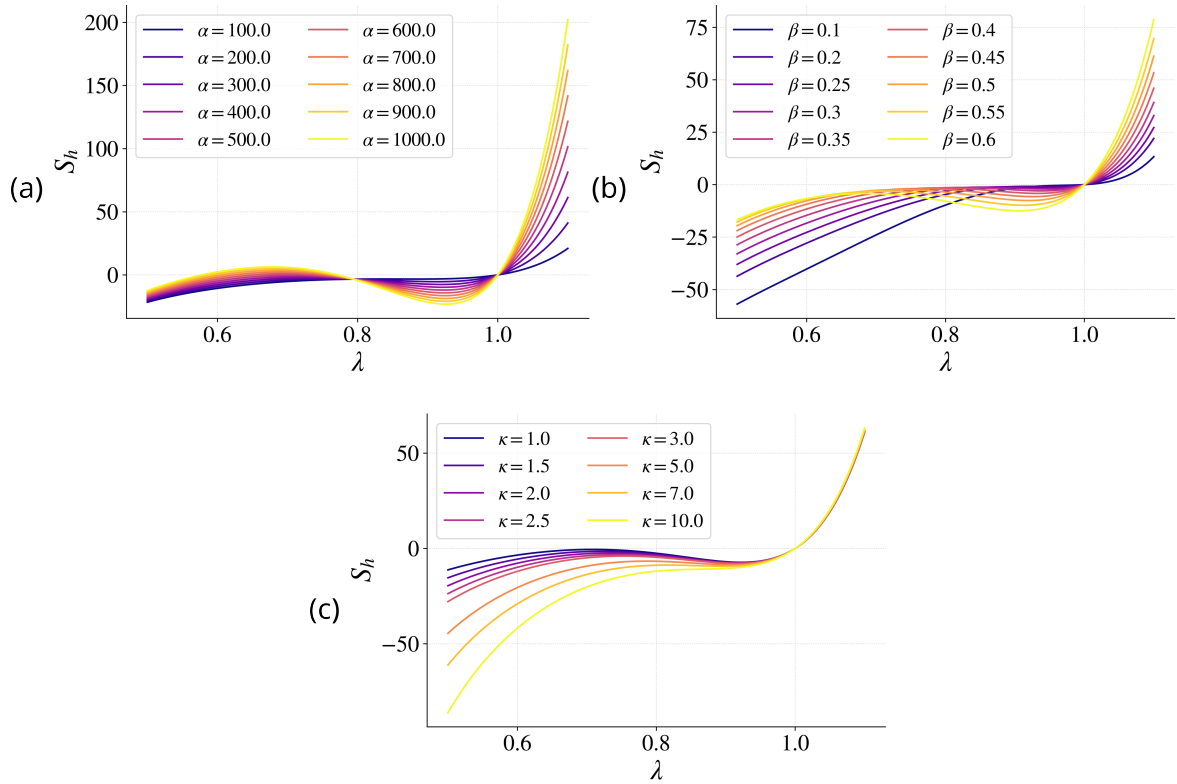 (a)
S_h
200
150
100
50
0
α=100.0 α=600.0
α=200.0 α=700.0
α=300.0 α=800.0
α=400.0 α=900.0
α=500.0 α=1000.0
0.6 0.8 1.0
λ
(b)
S_h
75
50
25
0
−25
−50
β=0.1 β=0.4
β=0.2 β=0.45
β=0.25 β=0.5
β=0.3 β=0.55
β=0.35 β=0.6
0.6 0.8 1.0
λ
(c)
S_h
50
0
−50
κ=1.0 κ=3.0
κ=1.5 κ=5.0
κ=2.0 κ=7.0
κ=2.5 κ=10.0
0.6 0.8 1.0
λ